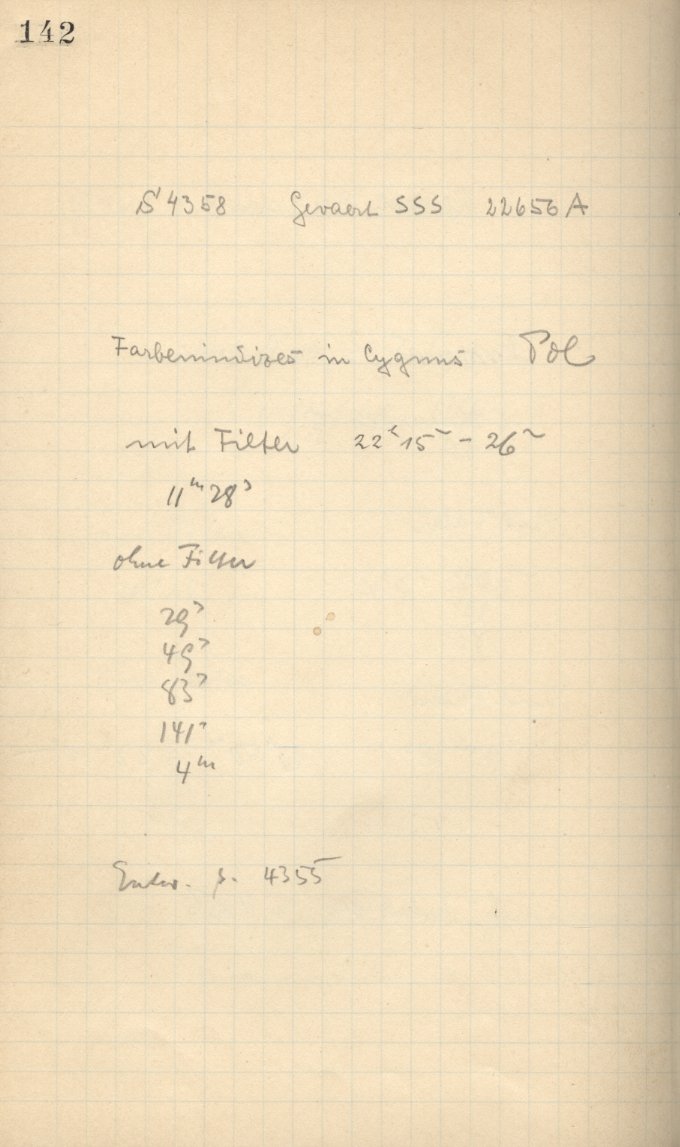 142
S 4358 Gevaert SSS 22656 A
Farbenindizes in Cygnus Pol
mit Filter 22ʰ 15ᵐ - 26ᵐ
11ᵐ 28ˢ
ohne Filter
29ˢ
49ˢ
83ˢ
141ˢ
4ᵐ
Entw. s. 4355